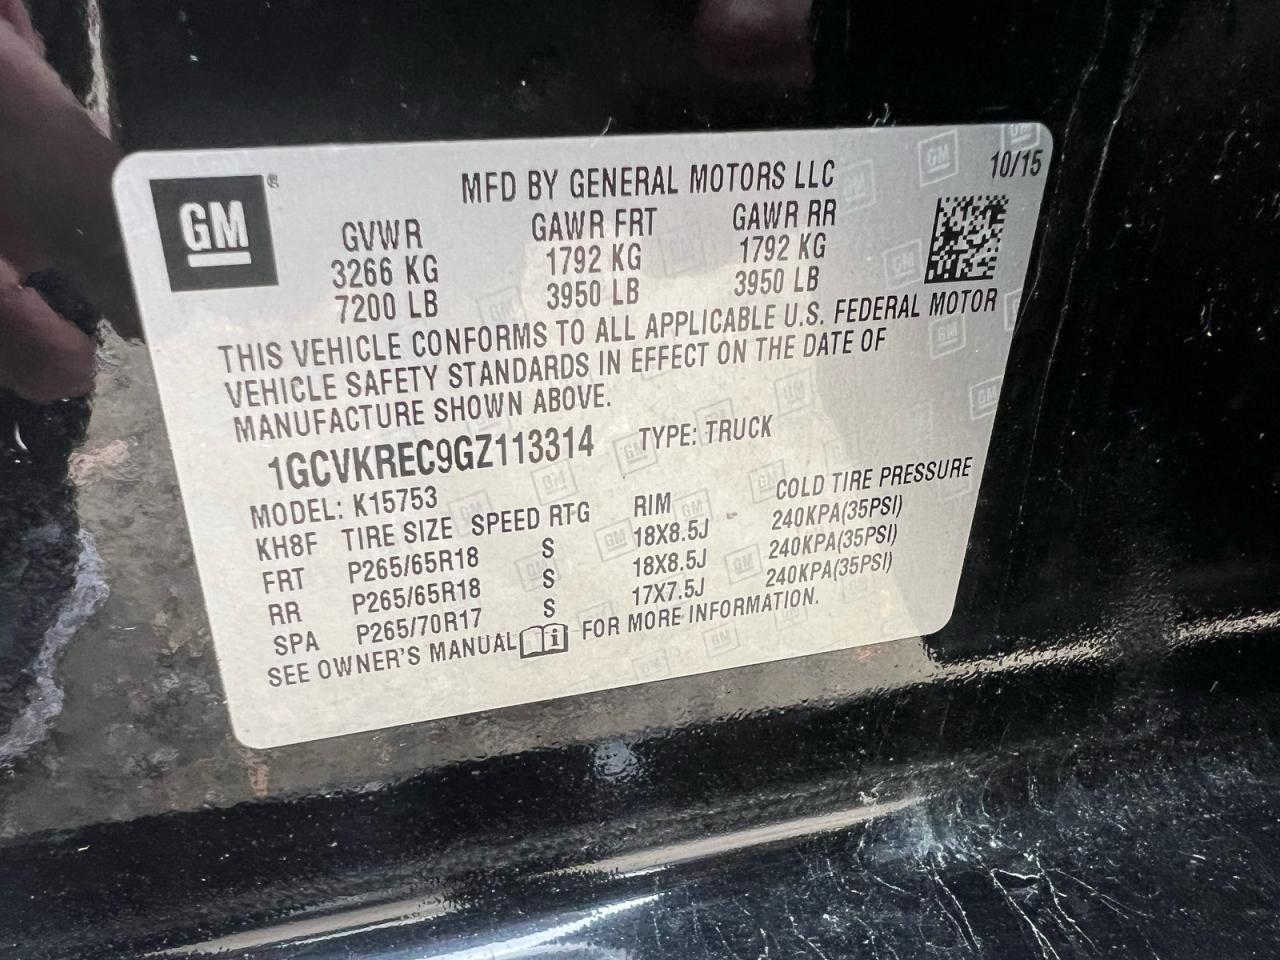 GM
MFD BY GENERAL MOTORS LLC 10/15
GVWR GAWR FRT GAWR RR
3266 KG 1792 KG 1792 KG
7200 LB 3950 LB 3950 LB
THIS VEHICLE CONFORMS TO ALL APPLICABLE U.S. FEDERAL MOTOR
VEHICLE SAFETY STANDARDS IN EFFECT ON THE DATE OF
MANUFACTURE SHOWN ABOVE.
1GCVKREC9GZ113314 TYPE: TRUCK
MODEL: K15753
KH8F TIRE SIZE SPEED RTG RIM COLD TIRE PRESSURE
FRT P265/65R18 S 18X8.5J 240KPA(35PSI)
RR P265/65R18 S 18X8.5J 240KPA(35PSI)
SPA P265/70R17 S 17X7.5J 240KPA(35PSI)
SEE OWNER'S MANUAL FOR MORE INFORMATION.